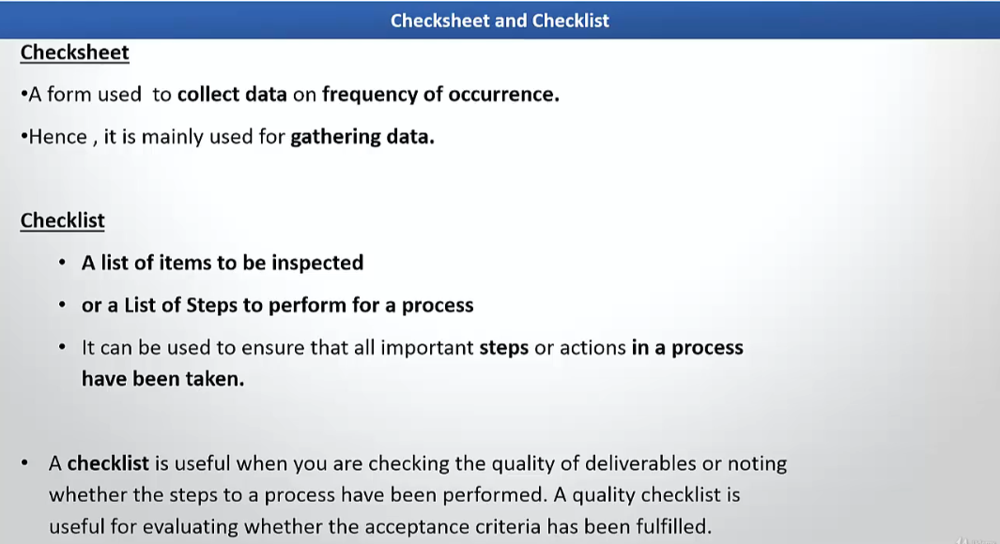 Checksheet and Checklist
Checksheet
•A form used to collect data on frequency of occurrence.
•Hence , it is mainly used for gathering data.
Checklist
• A list of items to be inspected
• or a List of Steps to perform for a process
• It can be used to ensure that all important steps or actions in a process
have been taken.
• A checklist is useful when you are checking the quality of deliverables or noting
whether the steps to a process have been performed. A quality checklist is
useful for evaluating whether the acceptance criteria has been fulfilled.